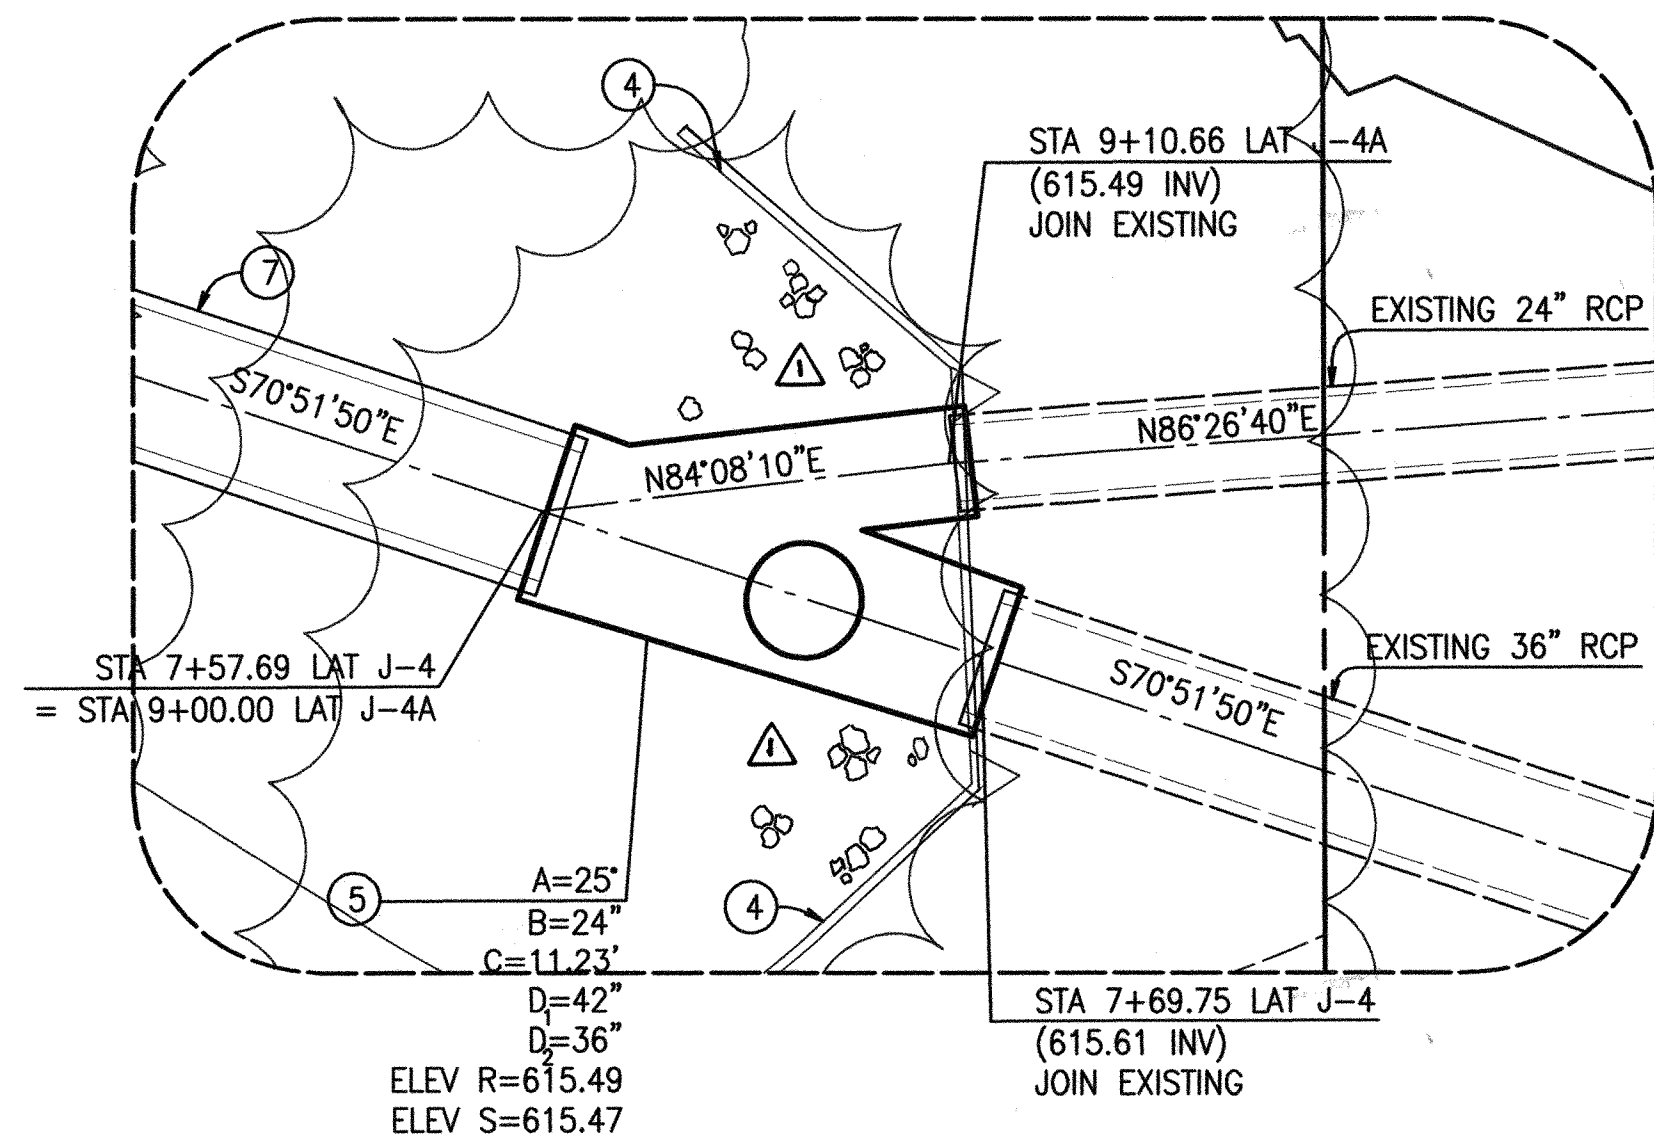 4
STA 9+10.66 LAT J-4A
(615.49 INV)
JOIN EXISTING
7
EXISTING 24" RCP
S70°51'50"E
1
N86°26'40"E
N84°08'10"E
STA 7+57.69 LAT J-4
= STA 9+00.00 LAT J-4A
EXISTING 36" RCP
S70°51'50"E
1
5
A=25°
B=24"
C=11.23'
D1=42"
D2=36"
ELEV R=615.49
ELEV S=615.47
4
STA 7+69.75 LAT J-4
(615.61 INV)
JOIN EXISTING